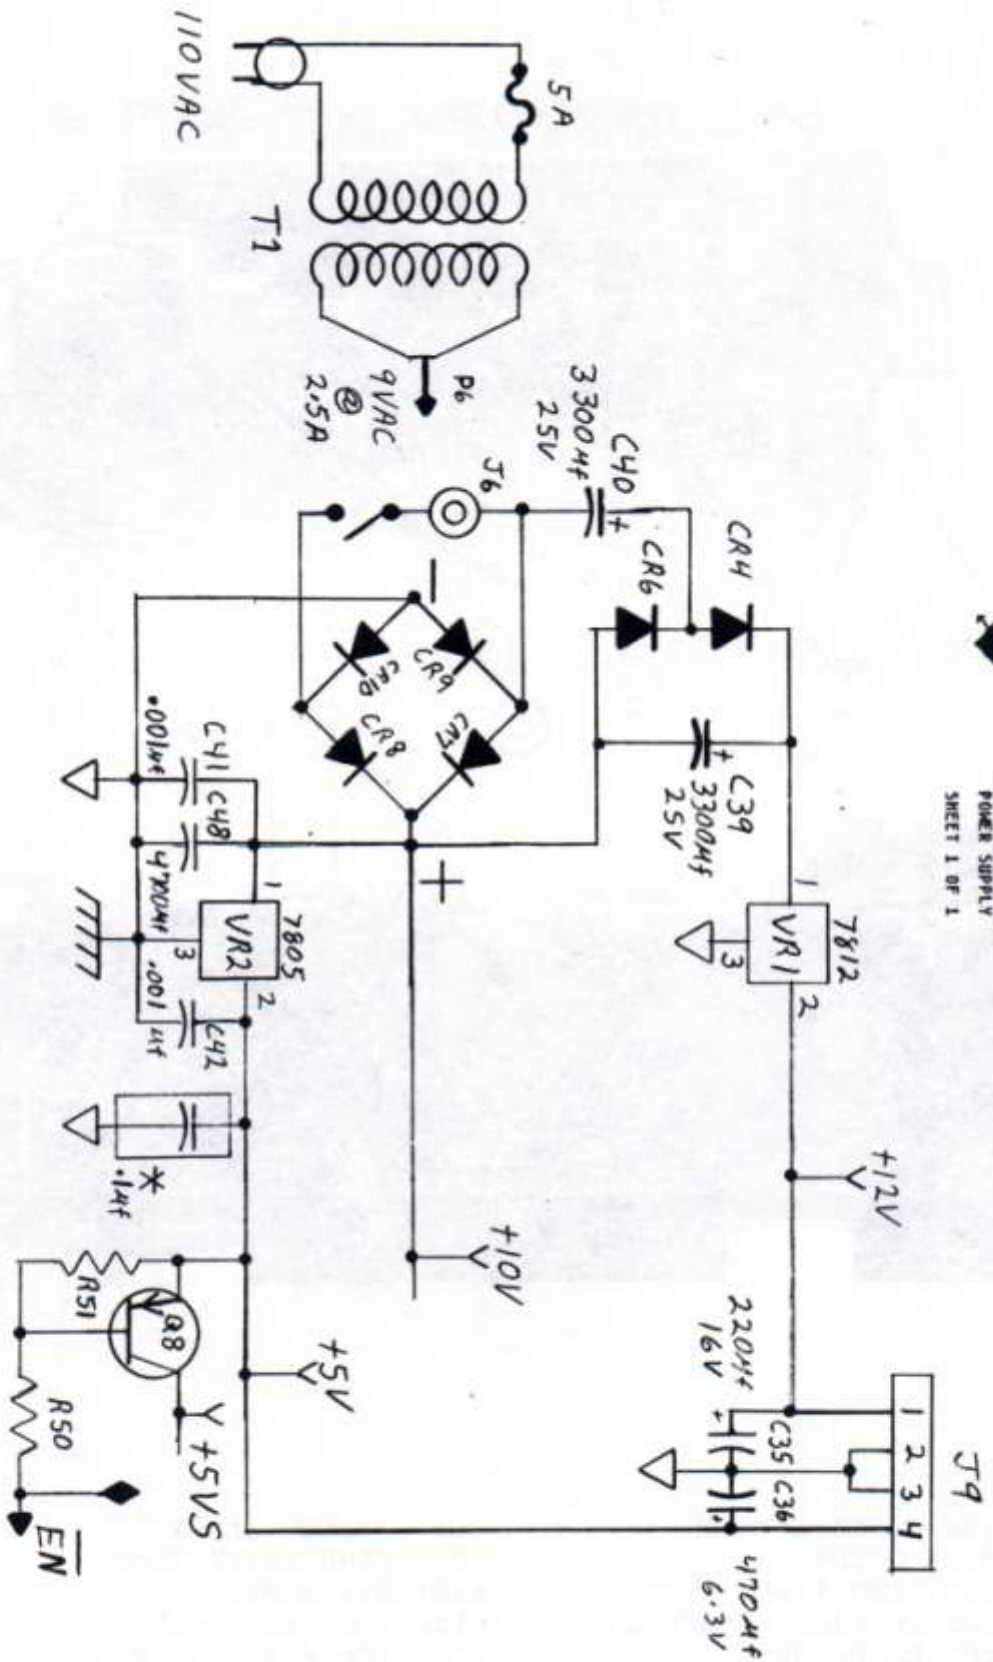 POWER SUPPLY
SHEET 1 OF 1
110VAC
5A
T1
P6
9VAC
@
2.5A
J6
C40
3300µf
25V
+
CR4
CR6
C39
3300µf
25V
+
7812
VR1
1
2
3
+12V
J9
1
2
3
4
220µf
16V
+
C35
C36
+
470µf
6.3V
-
CR9
CR10
CR8
CR7
+
+10V
C41
.001µf
C48
4700µf
7805
VR2
1
2
3
.001 µf
C42
*
.1µf
+5V
R51
Q8
+5VS
R50
EN